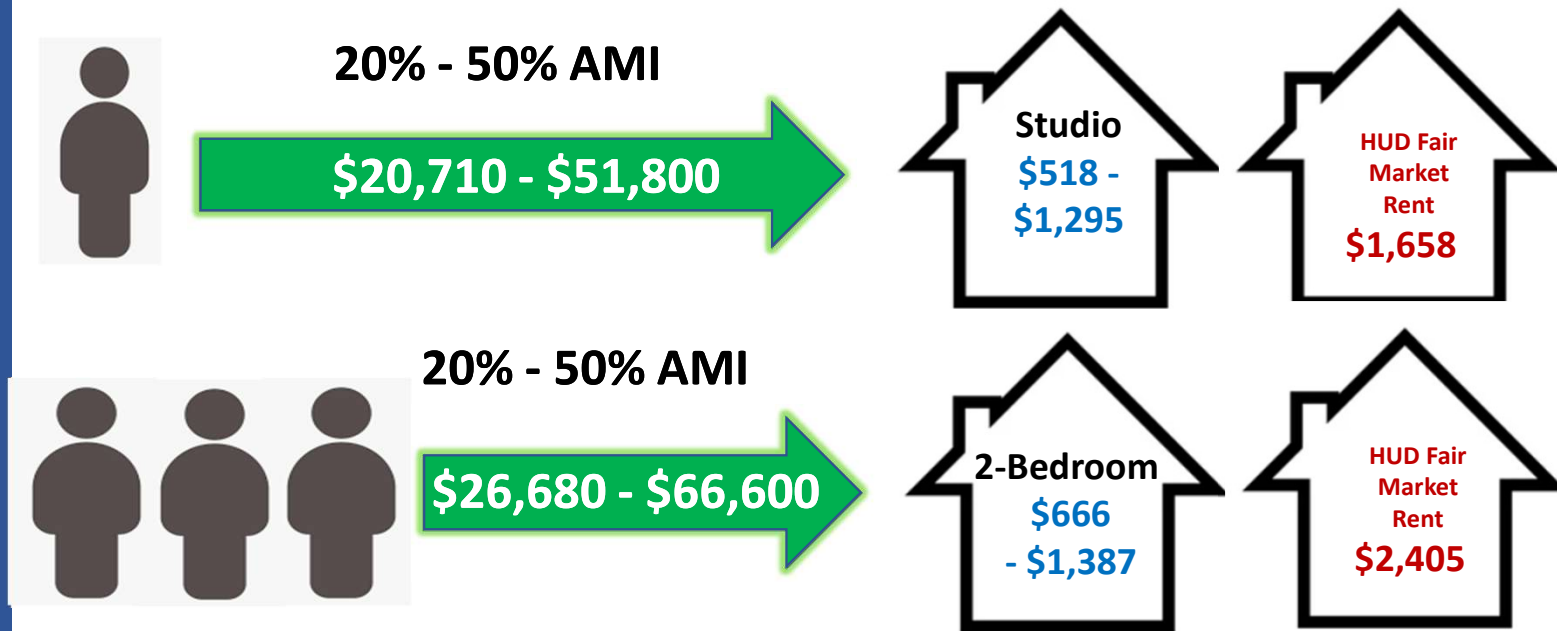 20% - 50% AMI
$20,710 - $51,800
Studio
$518 -
$1,295
HUD Fair
Market
Rent
$1,658
20% - 50% AMI
$26,680 - $66,600
2-Bedroom
$666
- $1,387
HUD Fair
Market
Rent
$2,405